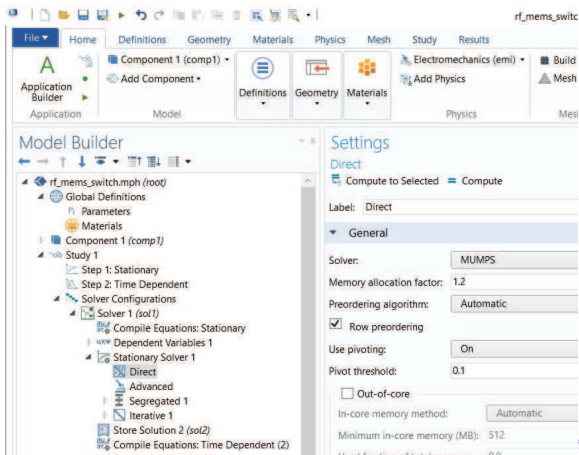 rf_mems_switc
File
Home
Definitions
Geometry
Materials
Physics
Mesh
Study
Results
Application Builder
Component 1 (comp1)
Add Component
Definitions
Geometry
Materials
Electromechanics (emi)
Add Physics
Build
Mesh
Application
Model
Physics
Mesh
Model Builder
rf_mems_switch.mph (root)
Global Definitions
Pi Parameters
Materials
Component 1 (comp1)
Study 1
Step 1: Stationary
Step 2: Time Dependent
Solver Configurations
Solver 1 (sol1)
Compile Equations: Stationary
Dependent Variables 1
Stationary Solver 1
Direct
Advanced
Segregated 1
Iterative 1
Store Solution 2 (sol2)
Compile Equations: Time Dependent (2)
Settings
Direct
Compute to Selected = Compute
Label: Direct
General
Solver: MUMPS
Memory allocation factor: 1.2
Preordering algorithm: Automatic
Row preordering
Use pivoting: On
Pivot threshold: 0.1
Out-of-core
In-core memory method: Automatic
Minimum in-core memory (MB): 512